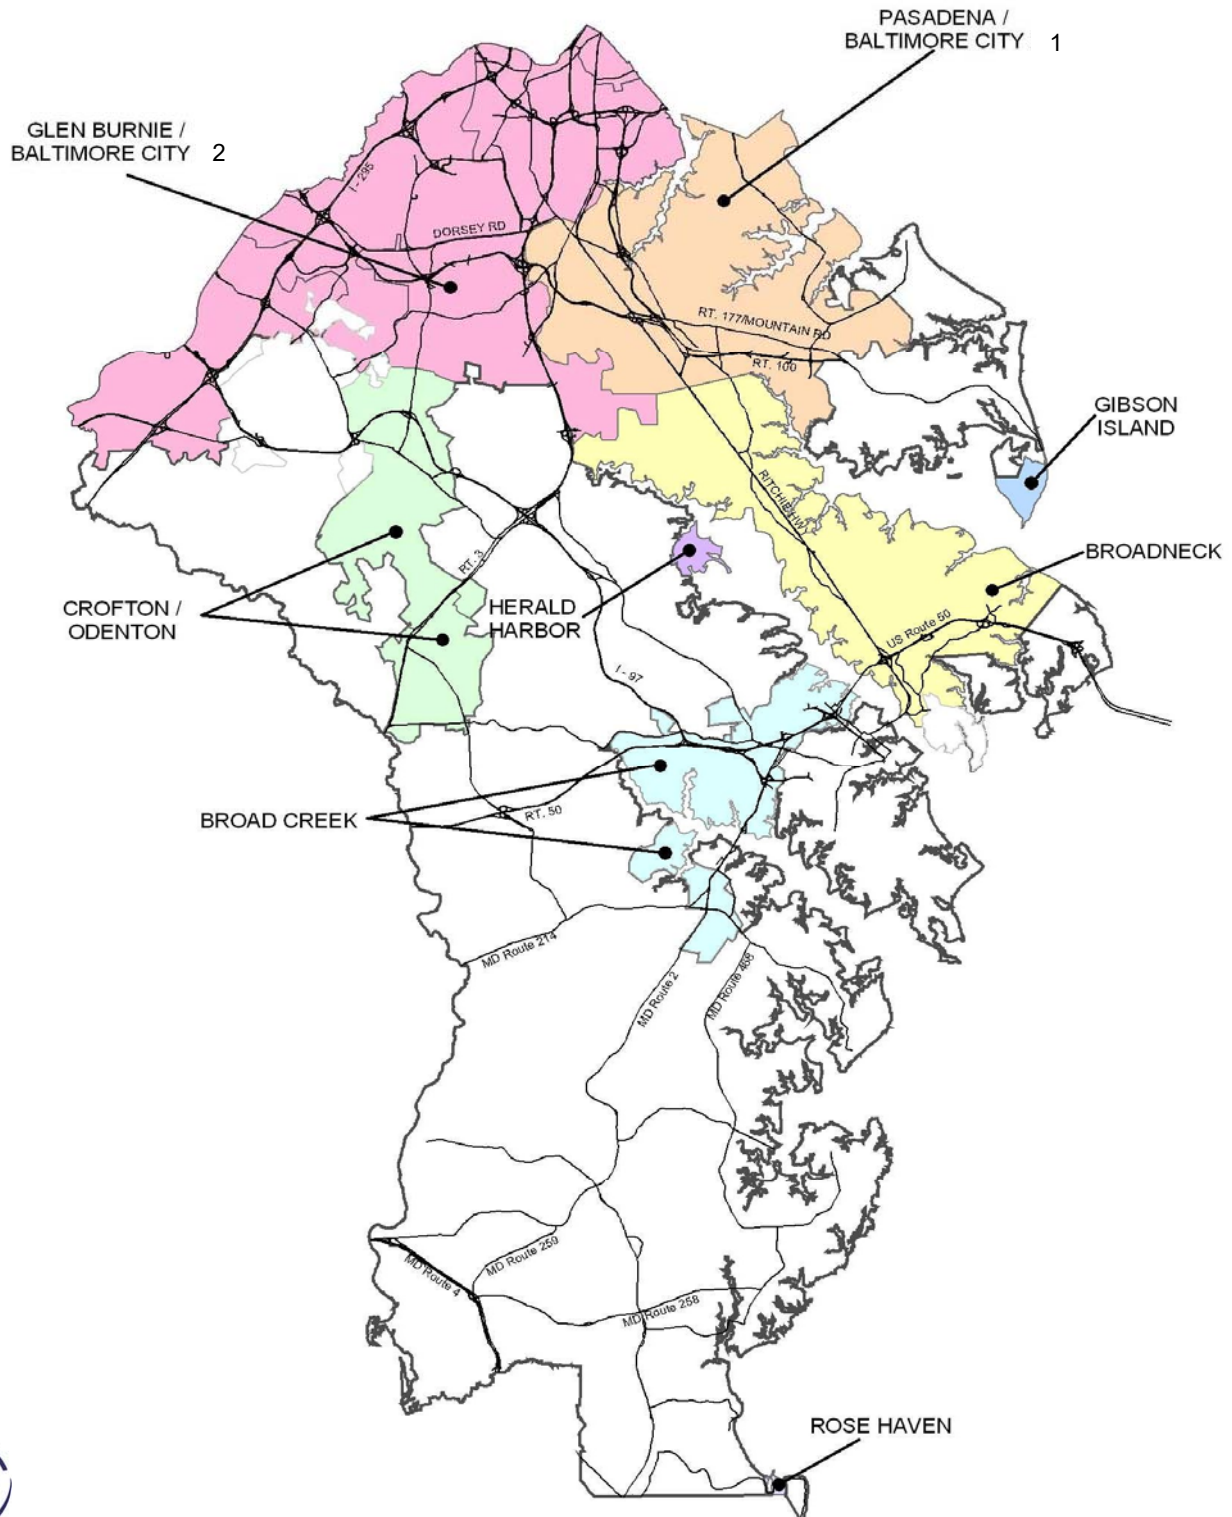 PASADENA /
BALTIMORE CITY 1
GLEN BURNIE /
BALTIMORE CITY 2
I - 295
DORSEY RD
RT. 177/MOUNTAIN RD
RT. 100
GIBSON
ISLAND
RITCHIE HWY
BROADNECK
RT. 3
CROFTON /
ODENTON
HERALD
HARBOR
US Route 50
I - 97
BROAD CREEK
RT. 50
MD Route 214
MD Route 2
MD Route 468
MD Route 259
MD Route 4
MD Route 258
ROSE HAVEN